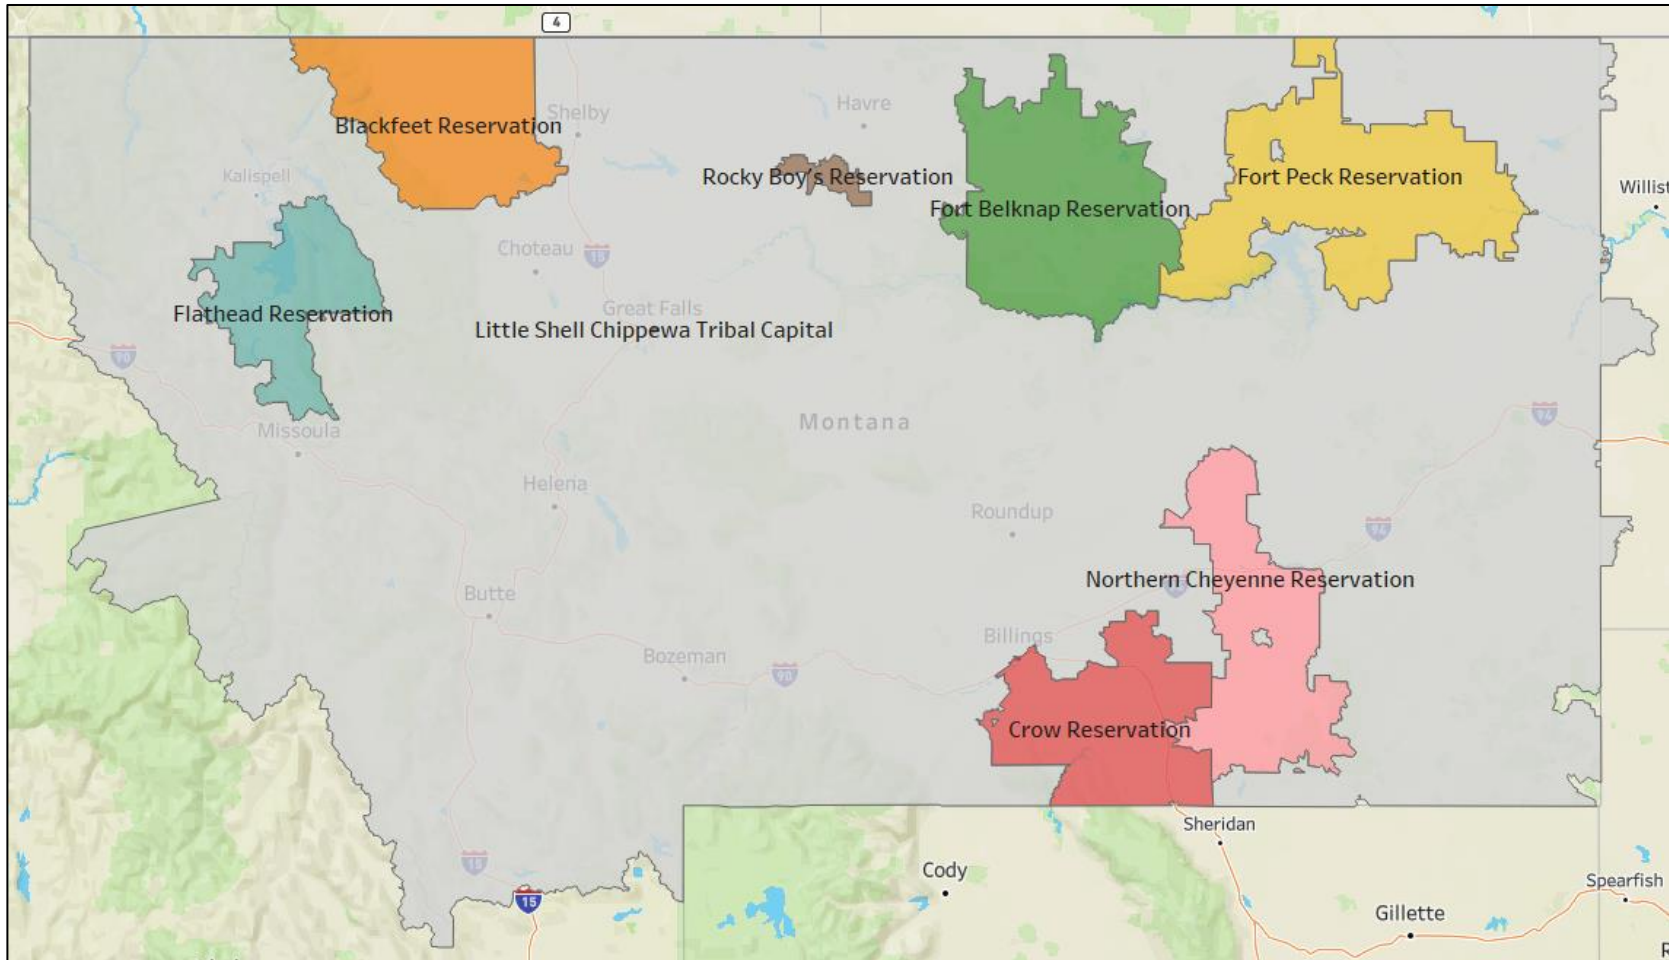 4
Shelby
Havre
Blackfeet Reservation
Kalispell
Rocky Boy's Reservation
Fort Peck Reservation
Willist
Fort Belknap Reservation
Choteau
15
Great Falls
Flathead Reservation
Little Shell Chippewa Tribal Capital
90
94
Montana
Missoula
Helena
Roundup
94
Northern Cheyenne Reservation
Butte
Billings
Bozeman
90
Crow Reservation
Sheridan
15
Cody
15
Spearfish
Gillette
R